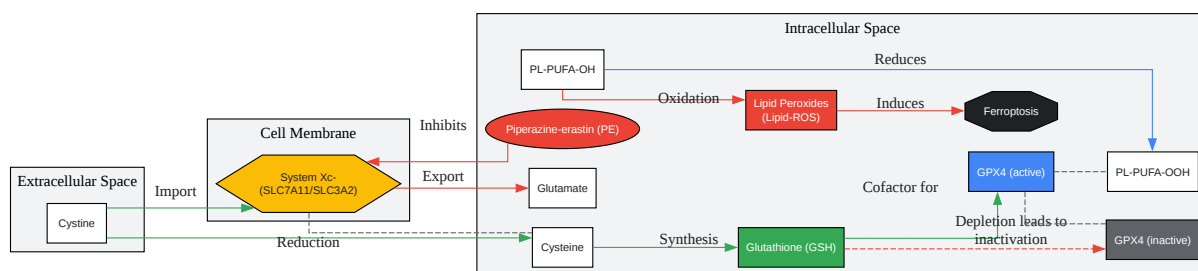 Intracellular Space
PL-PUFA-OH
Reduces
Oxidation
Lipid Peroxides
(Lipid-ROS)
Induces
Ferroptosis
Inhibits
Piperazine-erastin (PE)
Cell Membrane
System Xc-
(SLC7A11/SLC3A2)
Export
Glutamate
Extracellular Space
Import
Cystine
Reduction
Cysteine
Synthesis
Glutathione (GSH)
Cofactor for
GPX4 (active)
PL-PUFA-OOH
Depletion leads to
inactivation
GPX4 (inactive)